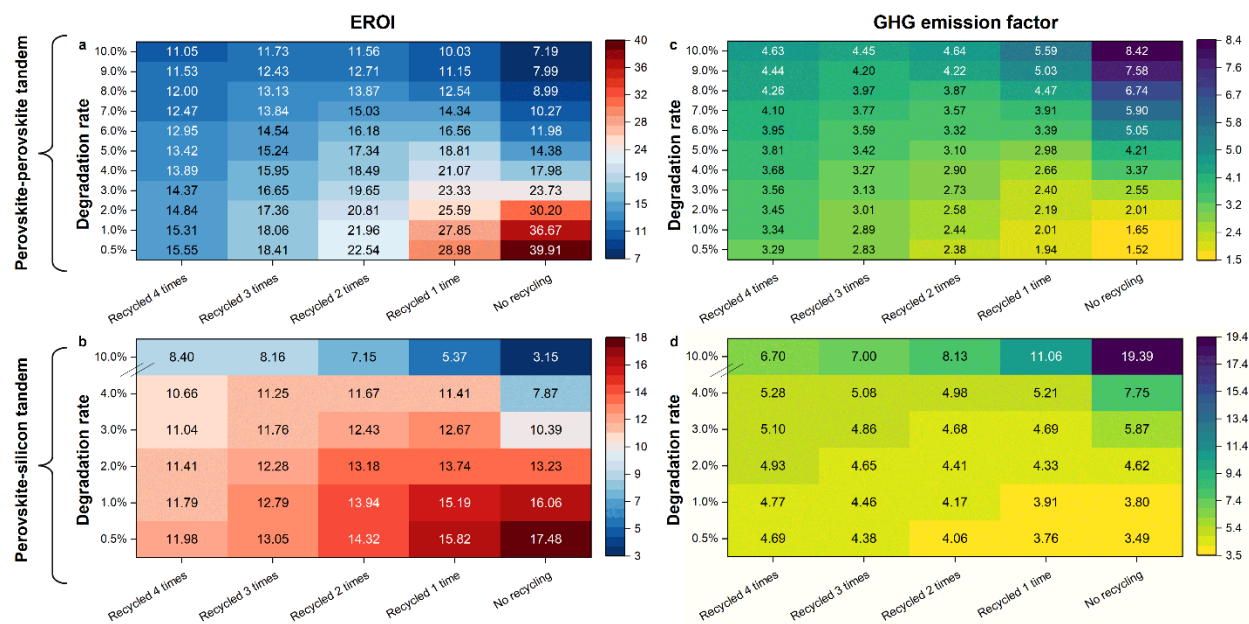 EROI
GHG emission factor
Perovskite-perovskite tandem
a
Degradation rate
10.0% 11.05 11.73 11.56 10.03 7.19
9.0% 11.53 12.43 12.71 11.15 7.99
8.0% 12.00 13.13 13.87 12.54 8.99
7.0% 12.47 13.84 15.03 14.34 10.27
6.0% 12.95 14.54 16.18 16.56 11.98
5.0% 13.42 15.24 17.34 18.81 14.38
4.0% 13.89 15.95 18.49 21.07 17.98
3.0% 14.37 16.65 19.65 23.33 23.73
2.0% 14.84 17.36 20.81 25.59 30.20
1.0% 15.31 18.06 21.96 27.85 36.67
0.5% 15.55 18.41 22.54 28.98 39.91
Recycled 4 times
Recycled 3 times
Recycled 2 times
Recycled 1 time
No recycling
40
36
32
28
24
19
15
11
7
c
Degradation rate
10.0% 4.63 4.45 4.64 5.59 8.42
9.0% 4.44 4.20 4.22 5.03 7.58
8.0% 4.26 3.97 3.87 4.47 6.74
7.0% 4.10 3.77 3.57 3.91 5.90
6.0% 3.95 3.59 3.32 3.39 5.05
5.0% 3.81 3.42 3.10 2.98 4.21
4.0% 3.68 3.27 2.90 2.66 3.37
3.0% 3.56 3.13 2.73 2.40 2.55
2.0% 3.45 3.01 2.58 2.19 2.01
1.0% 3.34 2.89 2.44 2.01 1.65
0.5% 3.29 2.83 2.38 1.94 1.52
Recycled 4 times
Recycled 3 times
Recycled 2 times
Recycled 1 time
No recycling
8.4
7.6
6.7
5.8
5.0
4.1
3.2
2.4
1.5
Perovskite-silicon tandem
b
Degradation rate
10.0% 8.40 8.16 7.15 5.37 3.15
4.0% 10.66 11.25 11.67 11.41 7.87
3.0% 11.04 11.76 12.43 12.67 10.39
2.0% 11.41 12.28 13.18 13.74 13.23
1.0% 11.79 12.79 13.94 15.19 16.06
0.5% 11.98 13.05 14.32 15.82 17.48
Recycled 4 times
Recycled 3 times
Recycled 2 times
Recycled 1 time
No recycling
18
16
14
12
10
9
7
5
3
d
Degradation rate
10.0% 6.70 7.00 8.13 11.06 19.39
4.0% 5.28 5.08 4.98 5.21 7.75
3.0% 5.10 4.86 4.68 4.69 5.87
2.0% 4.93 4.65 4.41 4.33 4.62
1.0% 4.77 4.46 4.17 3.91 3.80
0.5% 4.69 4.38 4.06 3.76 3.49
Recycled 4 times
Recycled 3 times
Recycled 2 times
Recycled 1 time
No recycling
19.4
17.4
15.4
13.4
11.4
9.4
7.4
5.5
3.5